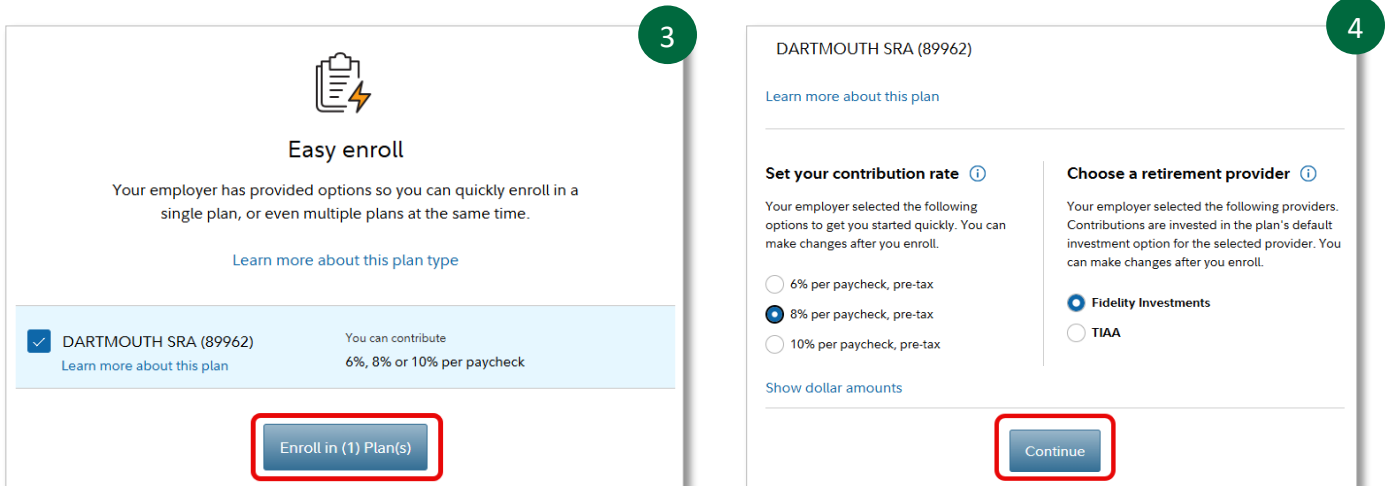 3
Easy enroll
Your employer has provided options so you can quickly enroll in a
single plan, or even multiple plans at the same time.
Learn more about this plan type
DARTMOUTH SRA (89962)
Learn more about this plan
You can contribute
6%, 8% or 10% per paycheck
Enroll in (1) Plan(s)
4
DARTMOUTH SRA (89962)
Learn more about this plan
Set your contribution rate
Your employer selected the following
options to get you started quickly. You can
make changes after you enroll.
6% per paycheck, pre-tax
8% per paycheck, pre-tax
10% per paycheck, pre-tax
Show dollar amounts
Choose a retirement provider
Your employer selected the following providers.
Contributions are invested in the plan's default
investment option for the selected provider. You
can make changes after you enroll.
Fidelity Investments
TIAA
Continue